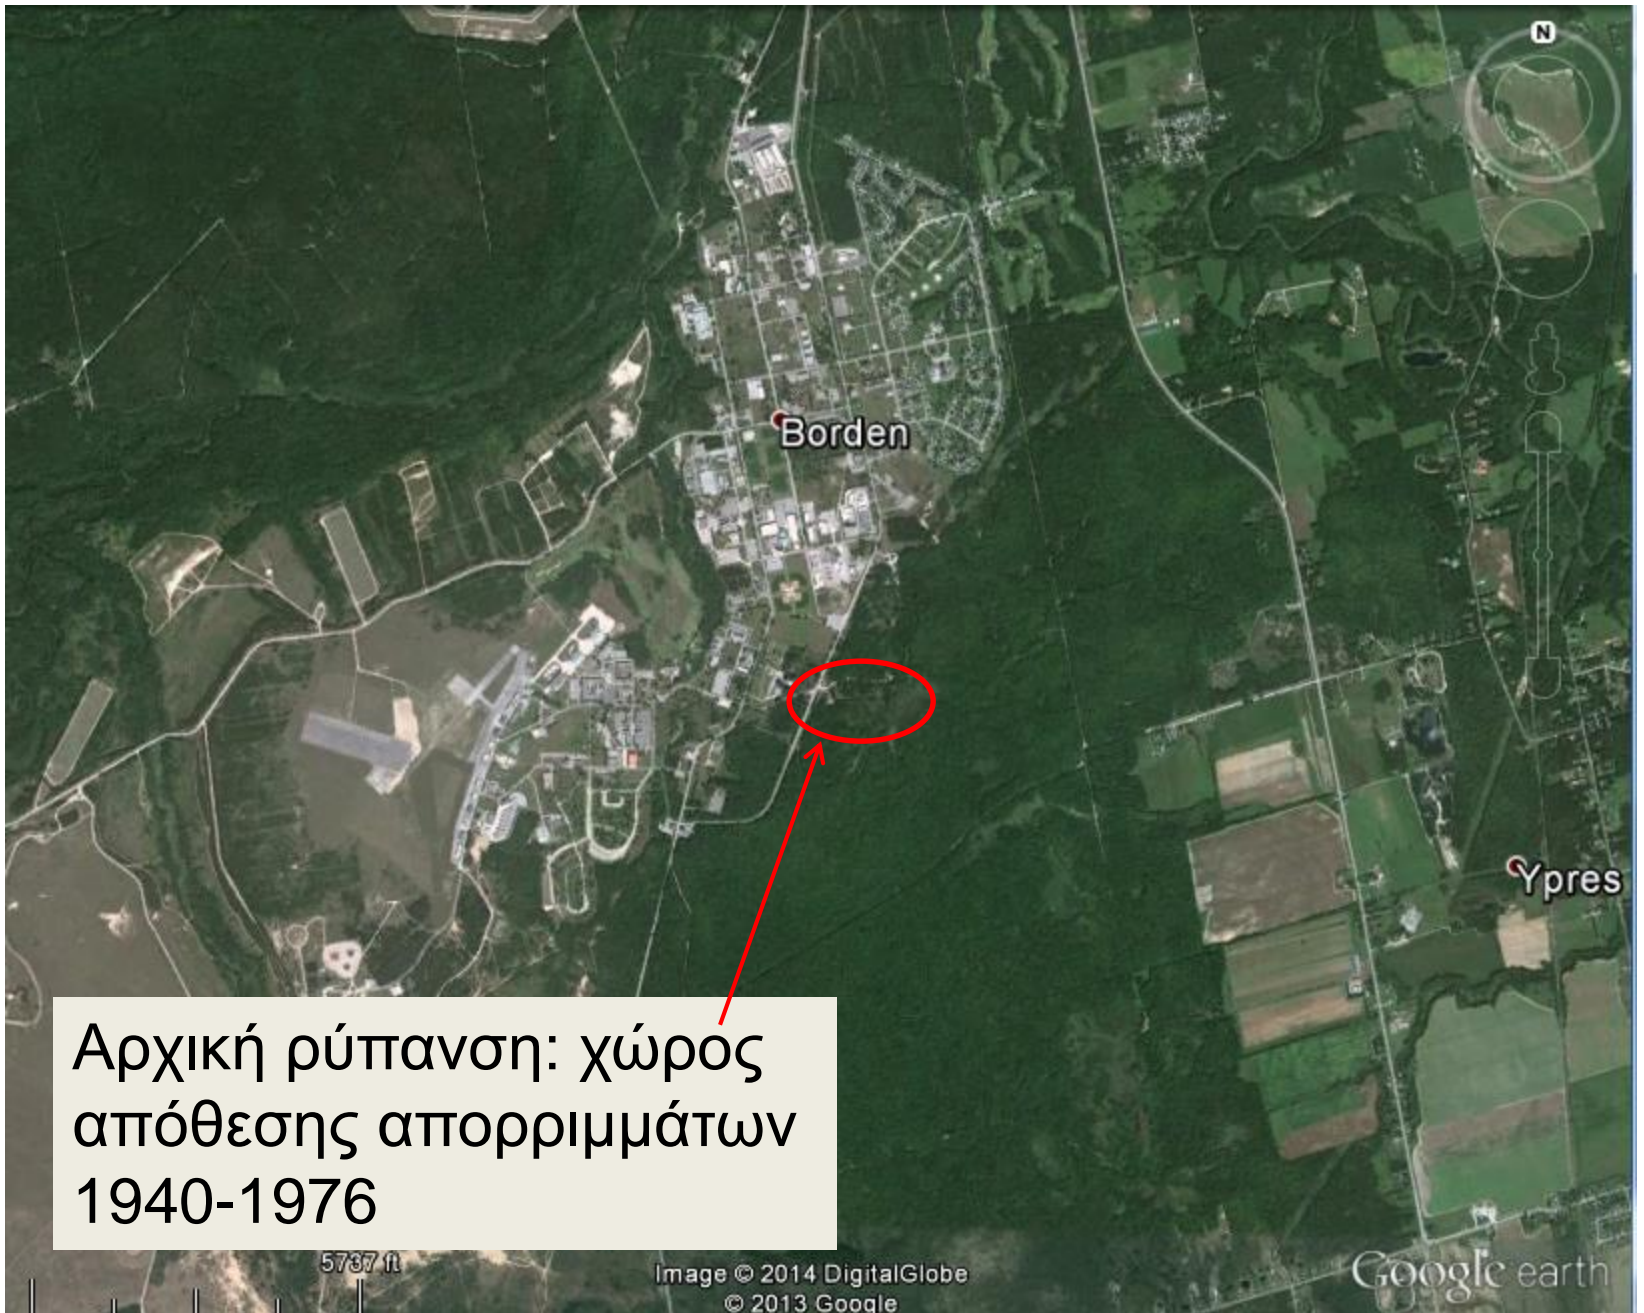 N
Borden
Ypres
Αρχική ρύπανση: χώρος
απόθεσης απορριμμάτων
1940-1976
5737 ft
Image © 2014 DigitalGlobe
© 2013 Google
Google earth